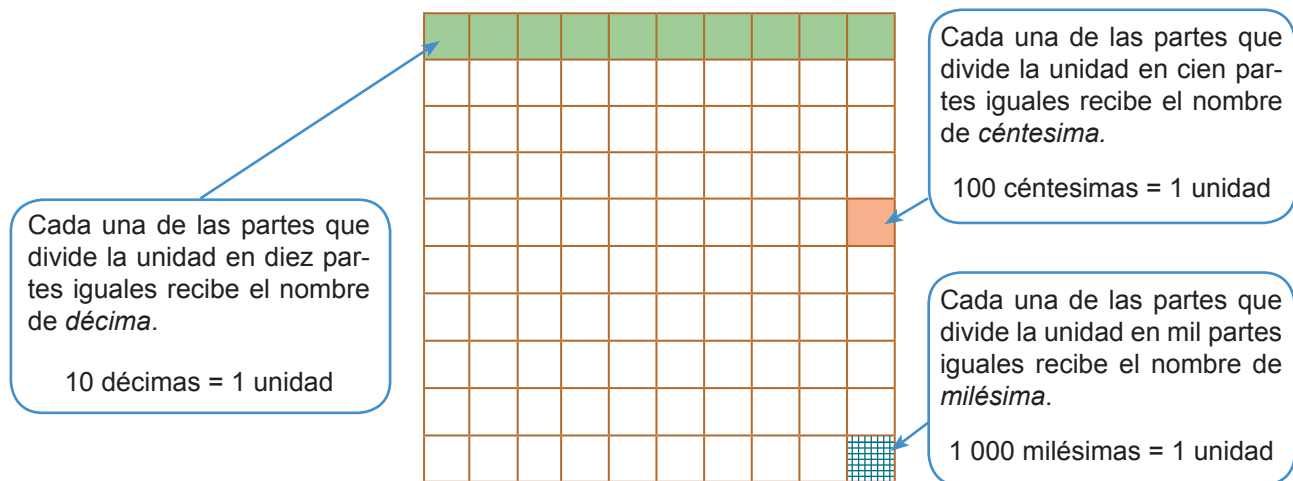 Cada una de las partes que
divide la unidad en diez par-
tes iguales recibe el nombre
de décima.
10 décimas = 1 unidad
Cada una de las partes que
divide la unidad en cien par-
tes iguales recibe el nombre
de céntesima.
100 céntesimas = 1 unidad
Cada una de las partes que
divide la unidad en mil partes
iguales recibe el nombre de
milésima.
1 000 milésimas = 1 unidad